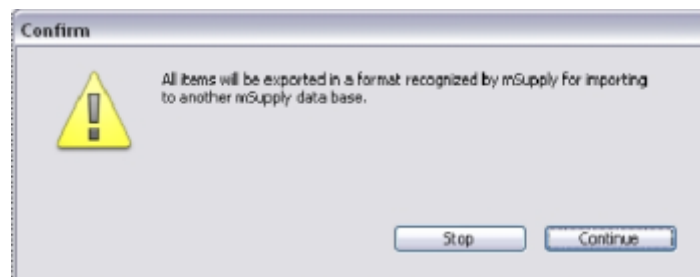 Confirm
All items will be exported in a format recognized by mSupply for importing
to another mSupply data base.
Stop
Continue